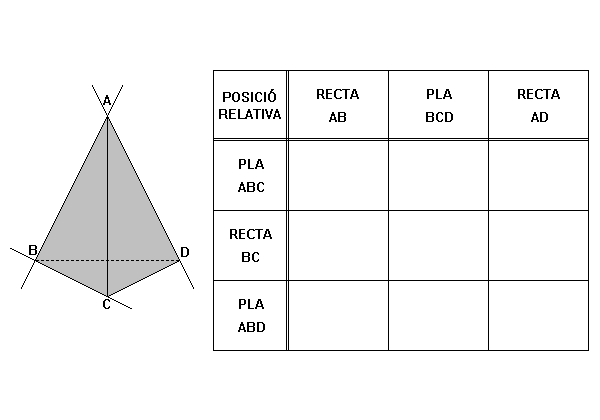 A
B
D
C
POSICIÓ
RELATIVA
RECTA
AB
PLA
BCD
RECTA
AD
PLA
ABC
RECTA
BC
PLA
ABD